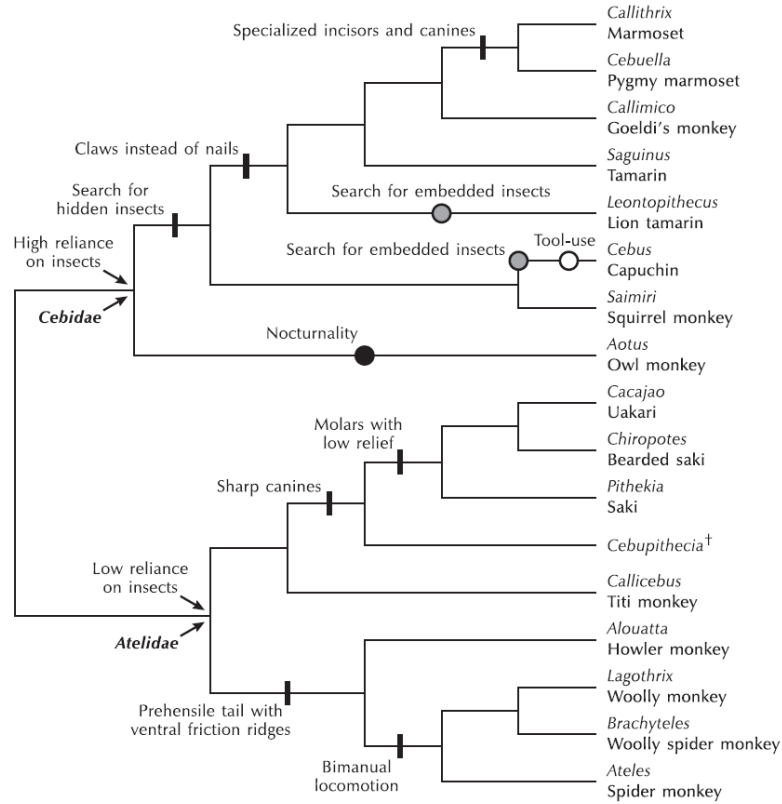 Specialized incisors and canines
Callithrix
Marmoset
Cebuella
Pygmy marmoset
Callimico
Goeldi's monkey
Claws instead of nails
Saguinus
Tamarin
Search for
hidden insects
Search for embedded insects
Leontopithecus
Lion tamarin
High reliance
on insects
Search for embedded insects
Tool-use
Cebus
Capuchin
Cebidae
Saimiri
Squirrel monkey
Nocturnality
Aotus
Owl monkey
Cacajao
Uakari
Molars with
low relief
Chiropotes
Bearded saki
Sharp canines
Pithekia
Saki
Cebupithecia†
Low reliance
on insects
Callicebus
Titi monkey
Atelidae
Alouatta
Howler monkey
Prehensile tail with
ventral friction ridges
Lagothrix
Woolly monkey
Brachyteles
Woolly spider monkey
Bimanual
locomotion
Ateles
Spider monkey